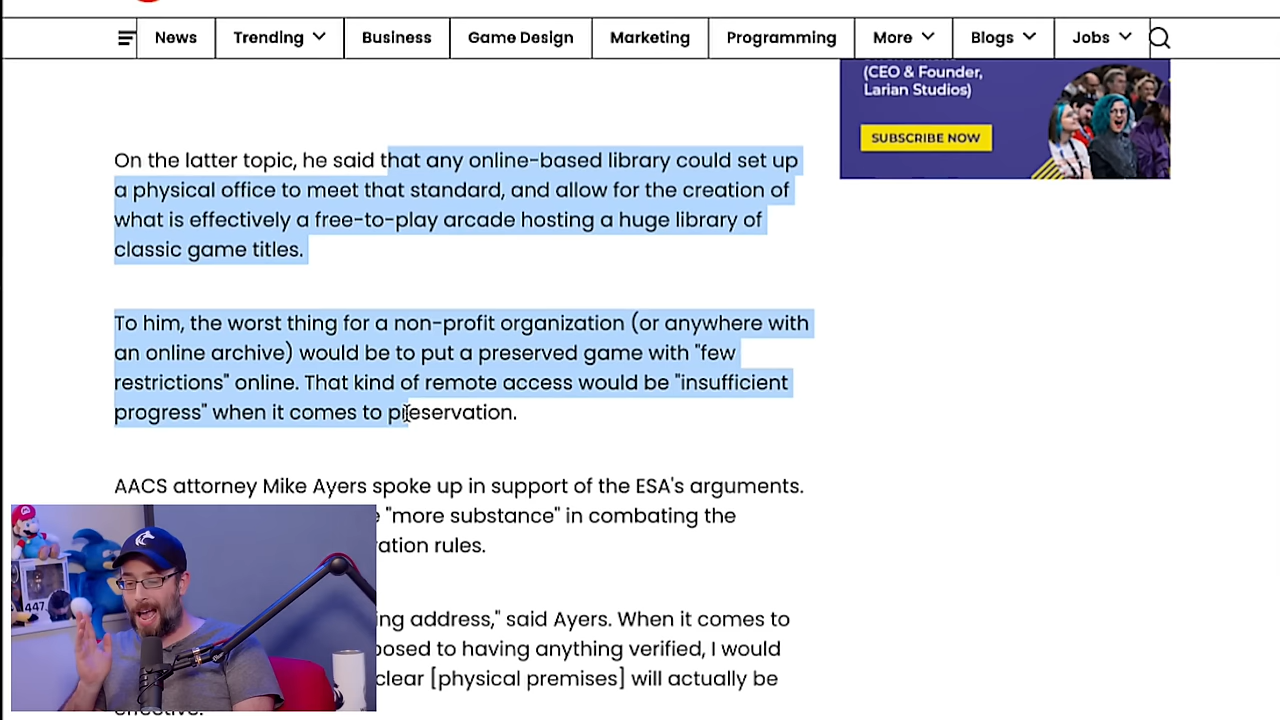 News Trending Business Game Design Marketing Programming More Blogs Jobs
(CEO & Founder,
Larian Studios)
SUBSCRIBE NOW
On the latter topic, he said that any online-based library could set up
a physical office to meet that standard, and allow for the creation of
what is effectively a free-to-play arcade hosting a huge library of
classic game titles.
To him, the worst thing for a non-profit organization (or anywhere with
an online archive) would be to put a preserved game with "few
restrictions" online. That kind of remote access would be "insufficient
progress" when it comes to preservation.
AACS attorney Mike Ayers spoke up in support of the ESA's arguments.
"more substance" in combating the
ation rules.
ing address," said Ayers. When it comes to
posed to having anything verified, I would
clear [physical premises] will actually be
effective."
447